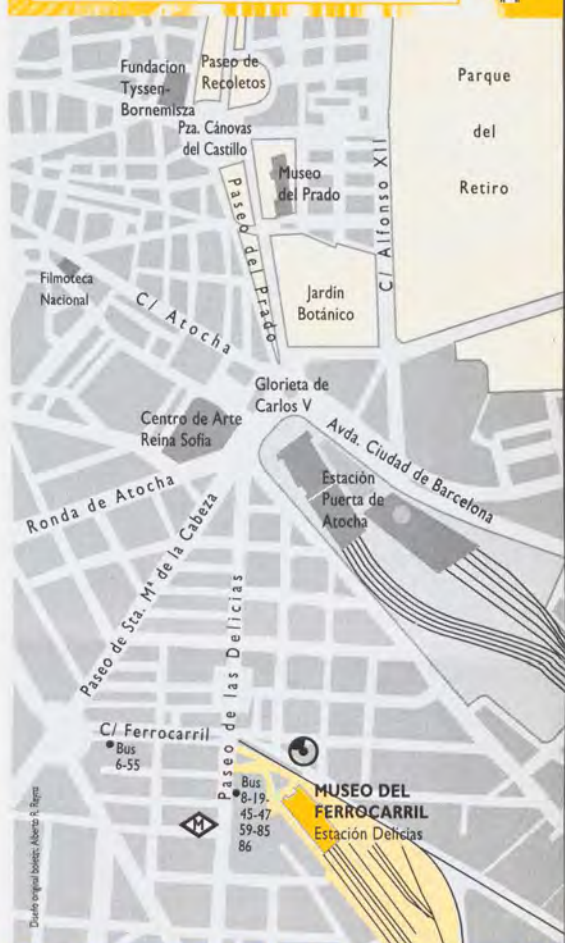 Fundacion
Tyssen-
Bornemisza
Paseo de
Recoletos
Parque
del
Retiro
Pza. Cánovas
del Castillo
Museo
del Prado
Paseo del Prado
C/ Alfonso XII
Filmoteca
Nacional
C/ Atocha
Jardín
Botánico
Glorieta de
Carlos V
Centro de Arte
Reina Sofia
Avda. Ciudad de Barcelona
Estación
Puerta de
Atocha
Ronda de Atocha
Paseo de Sta. Mª de la Cabeza
Paseo de las Delicias
C/ Ferrocarril
Bus
6-55
Bus
8-19-
45-47
59-85
86
M
MUSEO DEL
FERROCARRIL
Estación Delicias
Diseño original boletín: Alberto R. Reyes